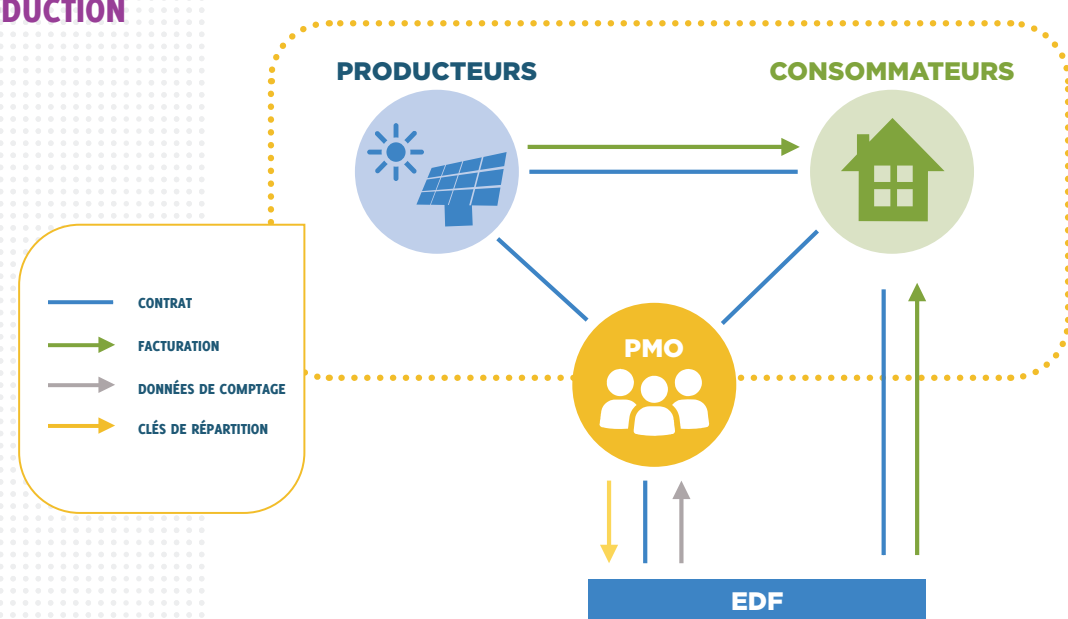 DUCTION
PRODUCTEURS
CONSOMMATEURS
CONTRAT
FACTURATION
DONNÉES DE COMPTAGE
CLÉS DE RÉPARTITION
PMO
EDF